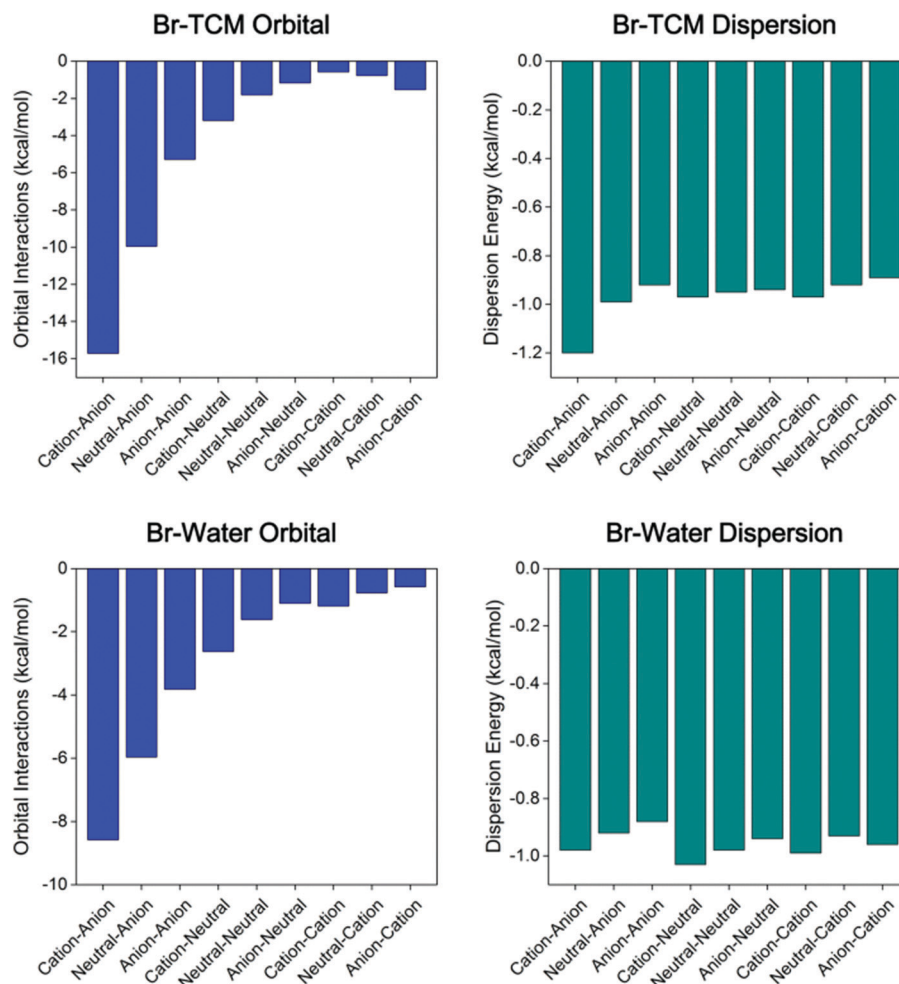 Br-TCM Orbital
Orbital Interactions (kcal/mol)
0
-2
-4
-6
-8
-10
-12
-14
-16
Cation-Anion
Neutral-Anion
Anion-Anion
Cation-Neutral
Neutral-Neutral
Anion-Neutral
Cation-Cation
Neutral-Cation
Anion-Cation
Br-TCM Dispersion
Dispersion Energy (kcal/mol)
0.0
-0.2
-0.4
-0.6
-0.8
-1.0
-1.2
Cation-Anion
Neutral-Anion
Anion-Anion
Cation-Neutral
Neutral-Neutral
Anion-Neutral
Cation-Cation
Neutral-Cation
Anion-Cation
Br-Water Orbital
Orbital Interactions (kcal/mol)
0
-2
-4
-6
-8
-10
Cation-Anion
Neutral-Anion
Anion-Anion
Cation-Neutral
Neutral-Neutral
Anion-Neutral
Cation-Cation
Neutral-Cation
Anion-Cation
Br-Water Dispersion
Dispersion Energy (kcal/mol)
0.0
-0.2
-0.4
-0.6
-0.8
-1.0
Cation-Anion
Neutral-Anion
Anion-Anion
Cation-Neutral
Neutral-Neutral
Anion-Neutral
Cation-Cation
Neutral-Cation
Anion-Cation